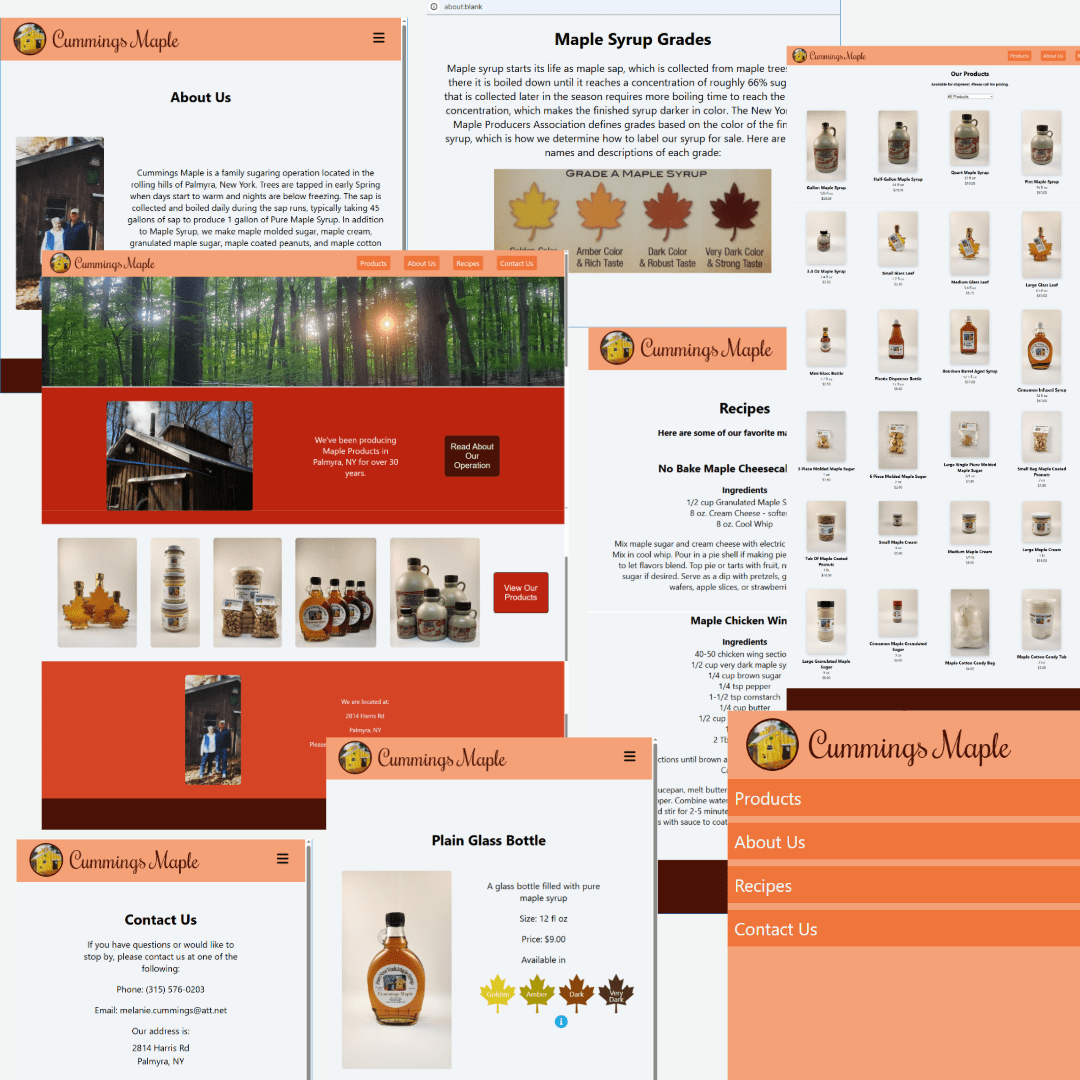 Cummings Maple
About Us
Cummings Maple is a family sugaring operation located in the
rolling hills of Palmyra, New York. Trees are tapped in early Spring
when days start to warm and nights are below freezing. The sap is
collected and boiled daily during the sap runs, typically taking 45
gallons of sap to produce 1 gallon of Pure Maple Syrup. In addition
to Maple Syrup, we make maple molded sugar, maple cream,
granulated maple sugar, maple coated peanuts, and maple cotton
about:blank
Maple Syrup Grades
Maple syrup starts its life as maple sap, which is collected from maple trees
there it is boiled down until it reaches a concentration of roughly 66% sug
that is collected later in the season requires more boiling time to reach the
concentration, which makes the finished syrup darker in color. The New Yo
Maple Producers Association defines grades based on the color of the fin
syrup, which is how we determine how to label our syrup for sale. Here are
names and descriptions of each grade:
GRADE A MAPLE SYRUP
Amber Color
& Rich Taste
Dark Color
& Robust Taste
Very Dark Color
& Strong Taste
Cummings Maple
Products
About Us
Our Products
Available for shipment. Please call for pricing.
All Products
Gallon Maple Syrup
Half Gallon Maple Syrup
Quart Maple Syrup
Pint Maple Syrup
3.4 Oz Maple Syrup
Small Glass Leaf
Medium Glass Leaf
Large Glass Leaf
Mini Glass Bottle
Plastic Dispenser Bottle
Bourbon Barrel Aged Syrup
Cinnamon Infused Syrup
3 Piece Molded Maple Sugar
6 Piece Molded Maple Sugar
Large Single Piece Molded
Maple Sugar
Small Bag Maple Coated
Peanuts
Tub Of Maple Coated
Peanuts
Small Maple Cream
Medium Maple Cream
Large Maple Cream
Large Granulated Maple
Sugar
Cinnamon Maple Granulated
Sugar
Maple Cotton Candy Bag
Maple Cotton Candy Tub
Cummings Maple
Products
About Us
Recipes
Contact Us
We've been producing
Maple Products in
Palmyra, NY for over 30
years.
Read About
Our
Operation
View Our
Products
We are located at:
2814 Harris Rd
Palmyra, NY
Please
Cummings Maple
Recipes
Here are some of our favorite ma
No Bake Maple Cheesecal
Ingredients
1/2 cup Granulated Maple S
8 oz. Cream Cheese - softe
8 oz. Cool Whip
Mix maple sugar and cream cheese with electric
Mix in cool whip. Pour in a pie shell if making pie
to let flavors blend. Top pie or tarts with fruit, n
sugar if desired. Serve as a dip with pretzels, g
wafers, apple slices, or strawberri
Maple Chicken Win
Ingredients
40-50 chicken wing sectio
1/2 cup very dark maple sy
1/4 cup brown sugar
1/4 tsp pepper
1-1/2 tsp cornstarch
1/4 cup butter
1/2 cup
2 Tb
ctions until brown a
Ca
ucepan, melt butter
per. Combine water
d stir for 2-5 minute
s with sauce to coat
Cummings Maple
Plain Glass Bottle
A glass bottle filled with pure
maple syrup
Size: 12 fl oz
Price: $9.00
Available in
Golden
Amber
Dark
Very
Dark
Cummings Maple
Contact Us
If you have questions or would like to
stop by, please contact us at one of the
following:
Phone: (315) 576-0203
Email: melanie.cummings@att.net
Our address is:
2814 Harris Rd
Palmyra, NY
Cummings Maple
Products
About Us
Recipes
Contact Us